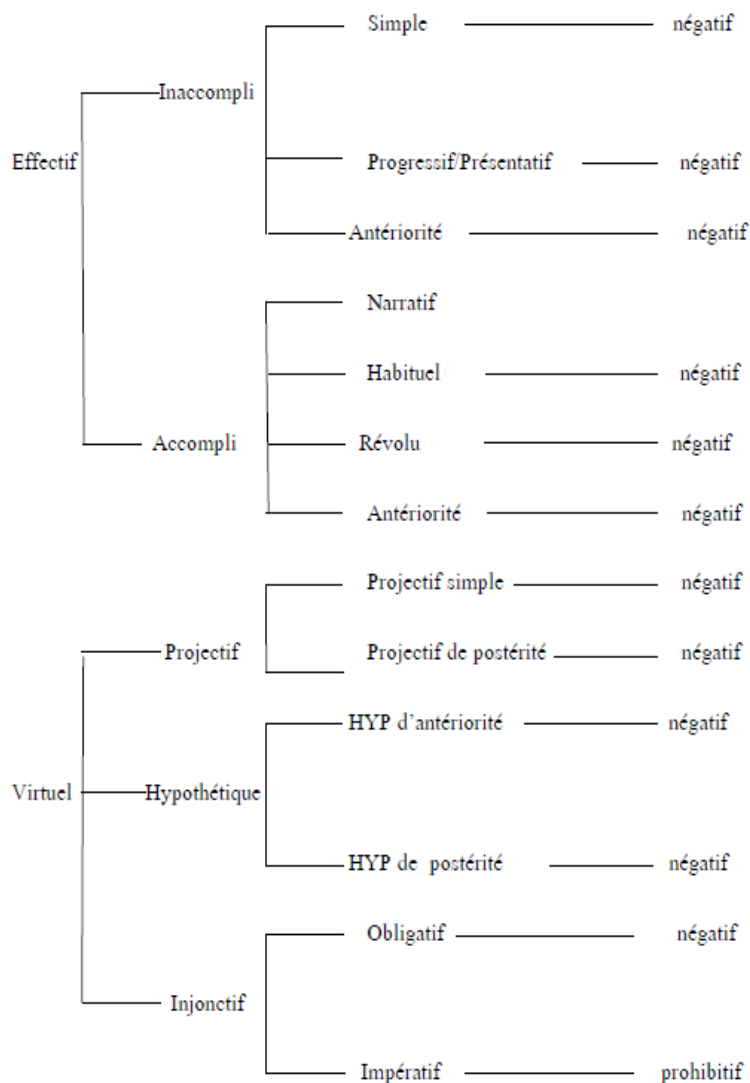 Simple négatif
Inaccompli
Effectif Progressif/Présentatif négatif
Antériorité négatif
Narratif
Habituel négatif
Accompli Révolu négatif
Antériorité négatif
Projectif simple négatif
Projectif Projectif de postérité négatif
HYP d'antériorité négatif
Virtuel Hypothétique
HYP de postérité négatif
Obligatif négatif
Injonctif
Impératif prohibitif